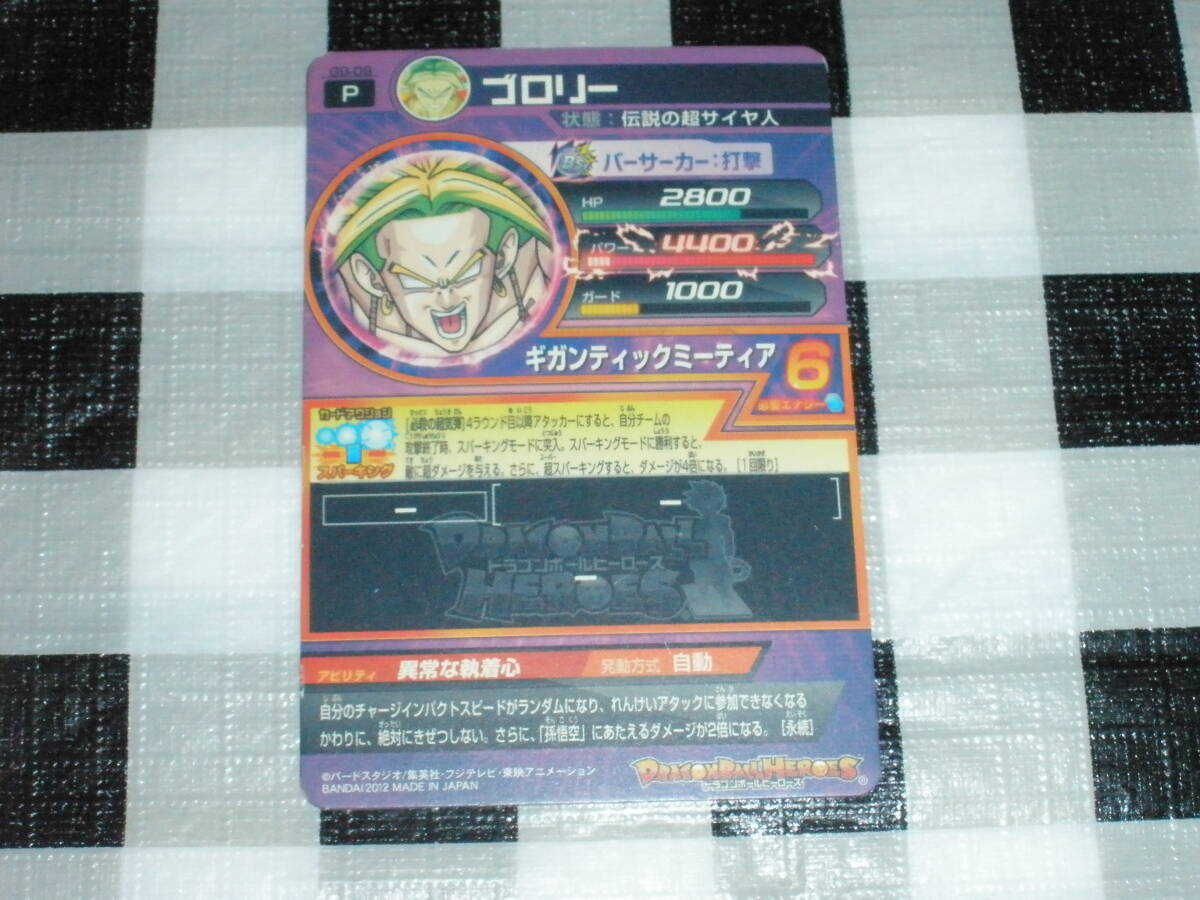 GB-09
P
ブロリー
状態：伝説の超サイヤ人
バーサーカー：打撃
HP 2800
パワー 4400
ガード 1000
ギガンティックミーティア 6
必要エナジー
カードアクション
スパーキング
[必殺の超気弾]4ラウンド目以降アタッカーにすると、自分チームの
攻撃終了時、スパーキングモードに突入。スパーキングモードに勝利すると、
敵に超ダメージを与える。さらに、超スパーキングすると、ダメージが4倍になる。[1回限り]
ー
ー
ー
DRAGONBALL
ドラゴンボールヒーローズ
HEROES
アビリティ 異常な執着心 発動方式 自動
自分のチャージインパクトスピードがランダムになり、れんけいアタックに参加できなくなる
かわりに、絶対にきぜつしない。さらに、「孫悟空」にあたえるダメージが2倍になる。[永続]
©バードスタジオ/集英社・フジテレビ・東映アニメーション
BANDAI 2012 MADE IN JAPAN
DRAGONBALL HEROES
ドラゴンボールヒーローズ
®